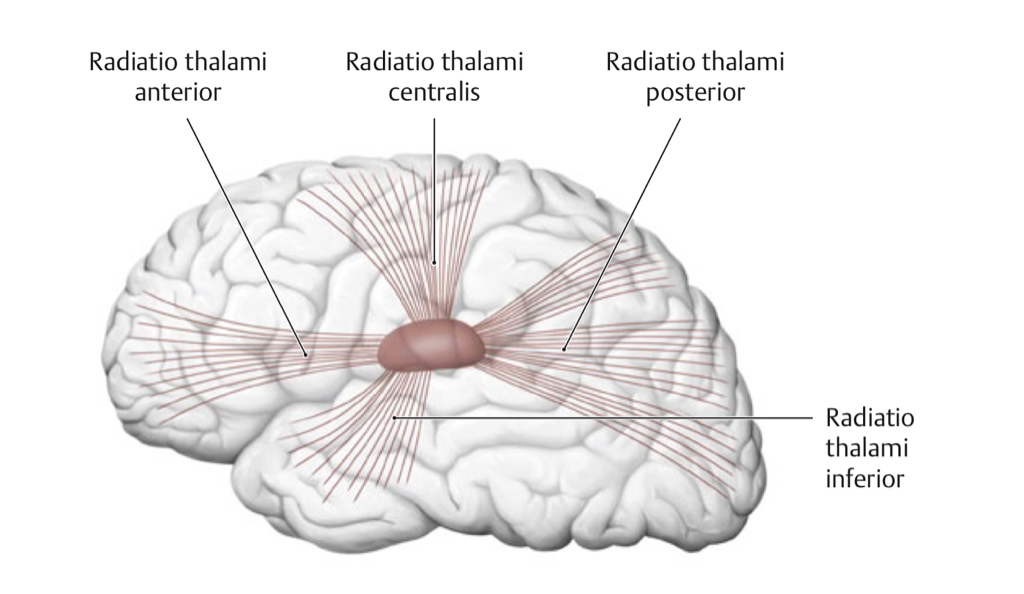 Radiatio thalami
anterior
Radiatio thalami
centralis
Radiatio thalami
posterior
Radiatio
thalami
inferior